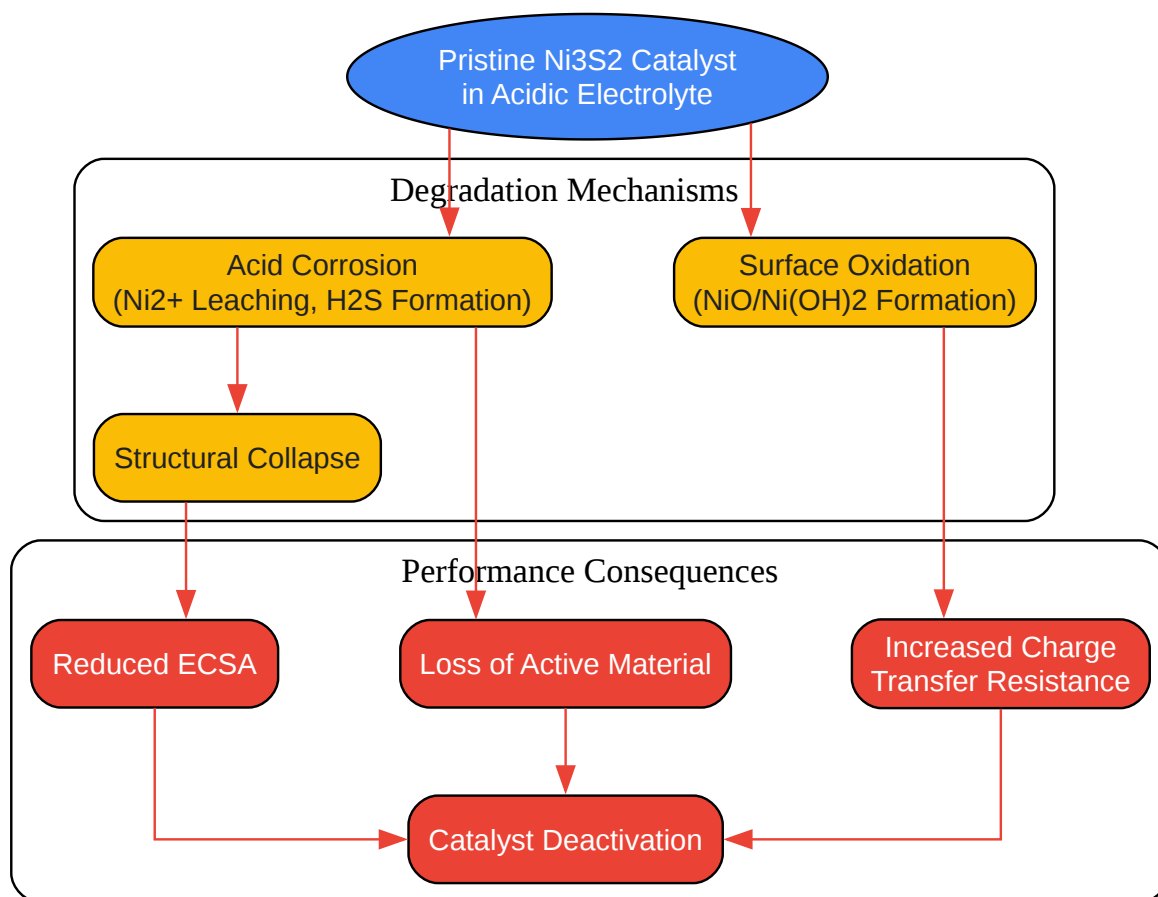 Pristine Ni3S2 Catalyst
in Acidic Electrolyte
Degradation Mechanisms
Acid Corrosion
(Ni2+ Leaching, H2S Formation)
Surface Oxidation
(NiO/Ni(OH)2 Formation)
Structural Collapse
Performance Consequences
Reduced ECSA
Loss of Active Material
Increased Charge
Transfer Resistance
Catalyst Deactivation